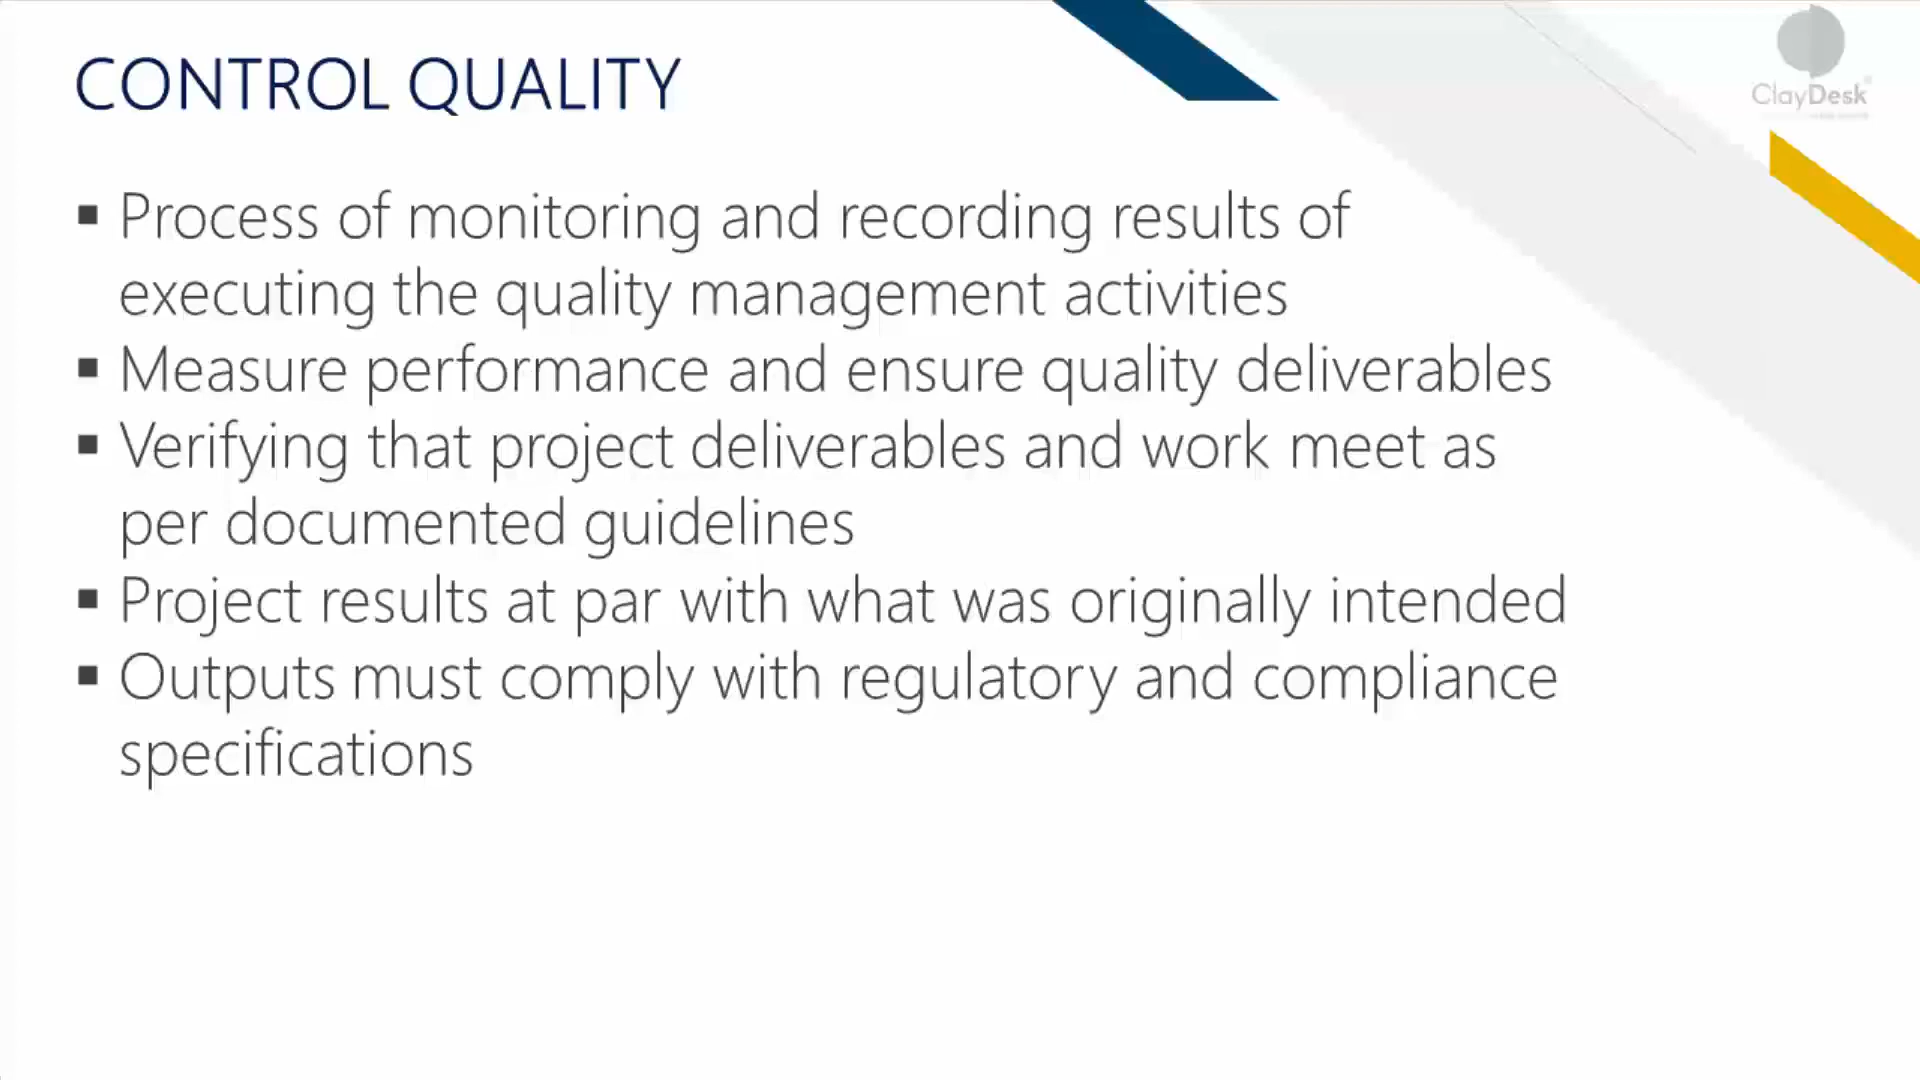 CONTROL QUALITY
ClayDesk
▪ Process of monitoring and recording results of
executing the quality management activities
▪ Measure performance and ensure quality deliverables
▪ Verifying that project deliverables and work meet as
per documented guidelines
▪ Project results at par with what was originally intended
▪ Outputs must comply with regulatory and compliance
specifications